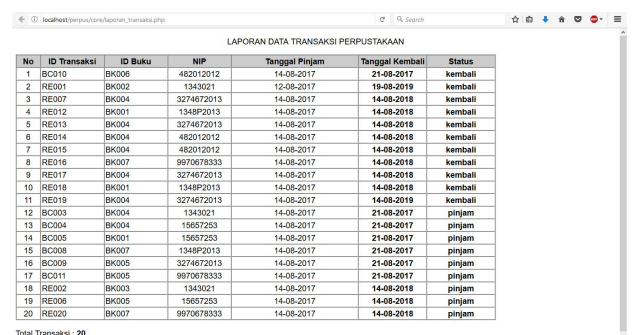 localhost/perpus/core/laporan_transaksi.php
Search
LAPORAN DATA TRANSAKSI PERPUSTAKAAN
No ID Transaksi ID Buku NIP Tanggal Pinjam Tanggal Kembali Status
1 BC010 BK006 482012012 14-08-2017 21-08-2017 kembali
2 RE001 BK002 1343021 12-08-2017 19-08-2019 kembali
3 RE007 BK004 3274672013 14-08-2017 14-08-2018 kembali
4 RE012 BK001 1348P2013 14-08-2017 14-08-2018 kembali
5 RE013 BK004 3274672013 14-08-2017 14-08-2018 kembali
6 RE014 BK004 482012012 14-08-2017 14-08-2018 kembali
7 RE015 BK004 482012012 14-08-2017 14-08-2018 kembali
8 RE016 BK007 9970678333 14-08-2017 14-08-2018 kembali
9 RE017 BK004 3274672013 14-08-2017 14-08-2018 kembali
10 RE018 BK001 1348P2013 14-08-2017 14-08-2018 kembali
11 RE019 BK004 3274672013 14-08-2017 14-08-2019 kembali
12 BC003 BK004 1343021 14-08-2017 21-08-2017 pinjam
13 BC004 BK004 15657253 14-08-2017 21-08-2017 pinjam
14 BC005 BK001 15657253 14-08-2017 21-08-2017 pinjam
15 BC008 BK007 1348P2013 14-08-2017 21-08-2017 pinjam
16 BC009 BK005 3274672013 14-08-2017 21-08-2017 pinjam
17 BC011 BK005 9970678333 14-08-2017 21-08-2017 pinjam
18 RE002 BK003 1343021 14-08-2017 14-08-2018 pinjam
19 RE006 BK005 15657253 14-08-2017 14-08-2018 pinjam
20 RE020 BK007 9970678333 14-08-2017 14-08-2018 pinjam
Total Transaksi : 20